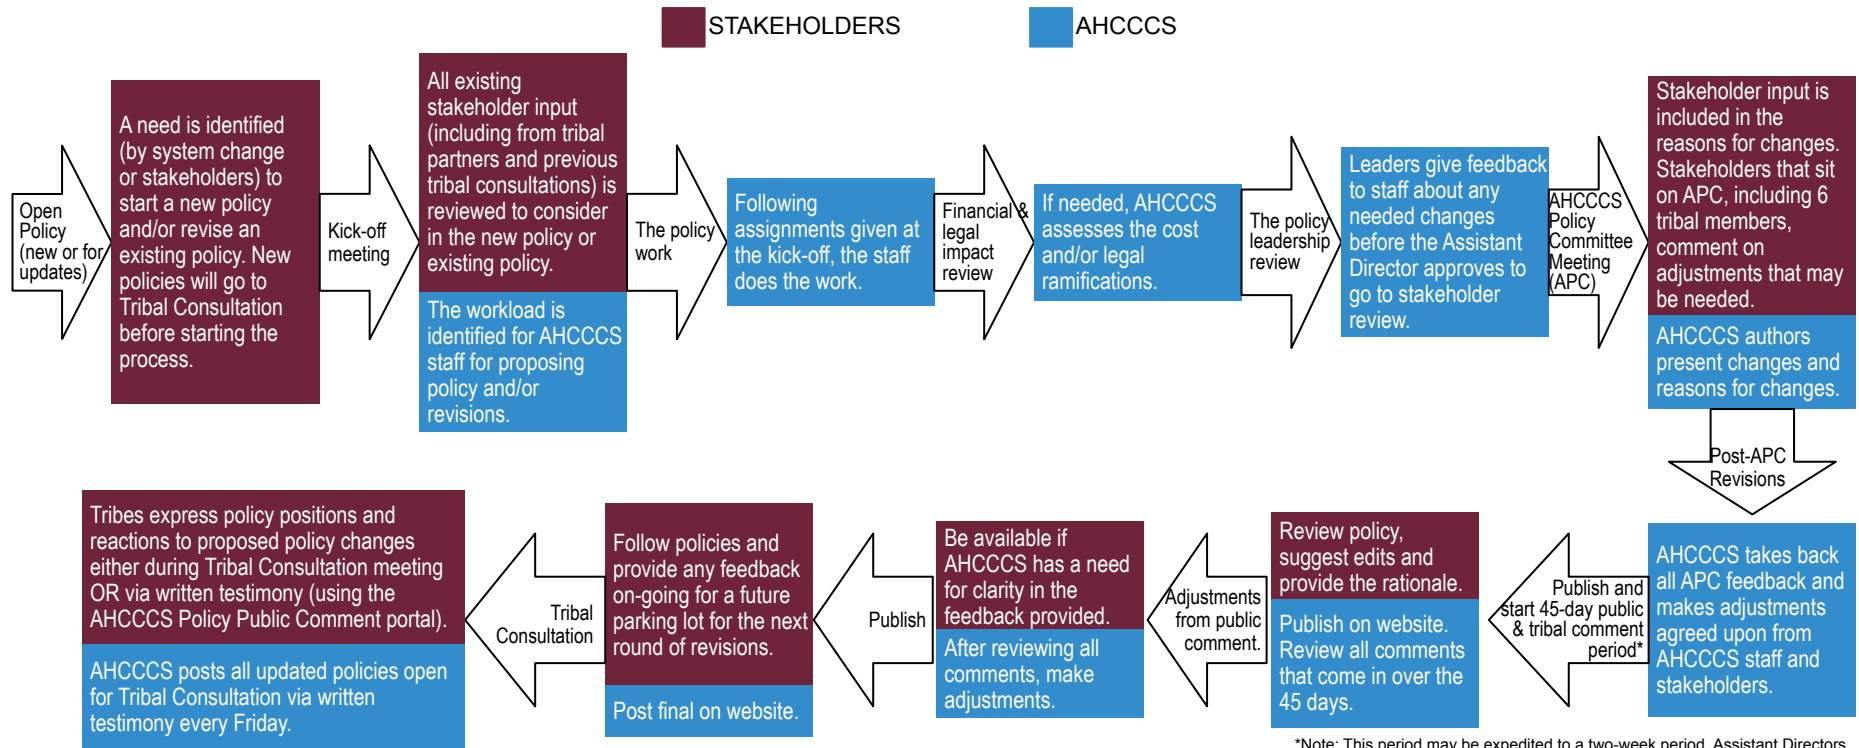 STAKEHOLDERS
AHCCCS
Open
Policy
(new or for
updates)
A need is identified
(by system change
or stakeholders) to
start a new policy
and/or revise an
existing policy. New
policies will go to
Tribal Consultation
before starting the
process.
Kick-off
meeting
All existing
stakeholder input
(including from tribal
partners and previous
tribal consultations) is
reviewed to consider
in the new policy or
existing policy.
The workload is
identified for AHCCCS
staff for proposing
policy and/or
revisions.
The policy
work
Following
assignments given at
the kick-off, the staff
does the work.
Financial &
legal
impact
review
If needed, AHCCCS
assesses the cost
and/or legal
ramifications.
The policy
leadership
review
Leaders give feedback
to staff about any
needed changes
before the Assistant
Director approves to
go to stakeholder
review.
AHCCCS
Policy
Committee
Meeting
(APC)
Stakeholder input is
included in the
reasons for changes.
Stakeholders that sit
on APC, including 6
tribal members,
comment on
adjustments that may
be needed.
AHCCCS authors
present changes and
reasons for changes.
Post-APC
Revisions
AHCCCS takes back
all APC feedback and
makes adjustments
agreed upon from
AHCCCS staff and
stakeholders.
Publish and
start 45-day public
& tribal comment
period*
Review policy,
suggest edits and
provide the rationale.
Publish on website.
Review all comments
that come in over the
45 days.
Adjustments
from public
comment.
Be available if
AHCCCS has a need
for clarity in the
feedback provided.
After reviewing all
comments, make
adjustments.
Publish
Follow policies and
provide any feedback
on-going for a future
parking lot for the next
round of revisions.
Post final on website.
Tribal
Consultation
Tribes express policy positions and
reactions to proposed policy changes
either during Tribal Consultation meeting
OR via written testimony (using the
AHCCCS Policy Public Comment portal).
AHCCCS posts all updated policies open
for Tribal Consultation via written
testimony every Friday.
*Note: This period may be expedited to a two-week period. Assistant Directors